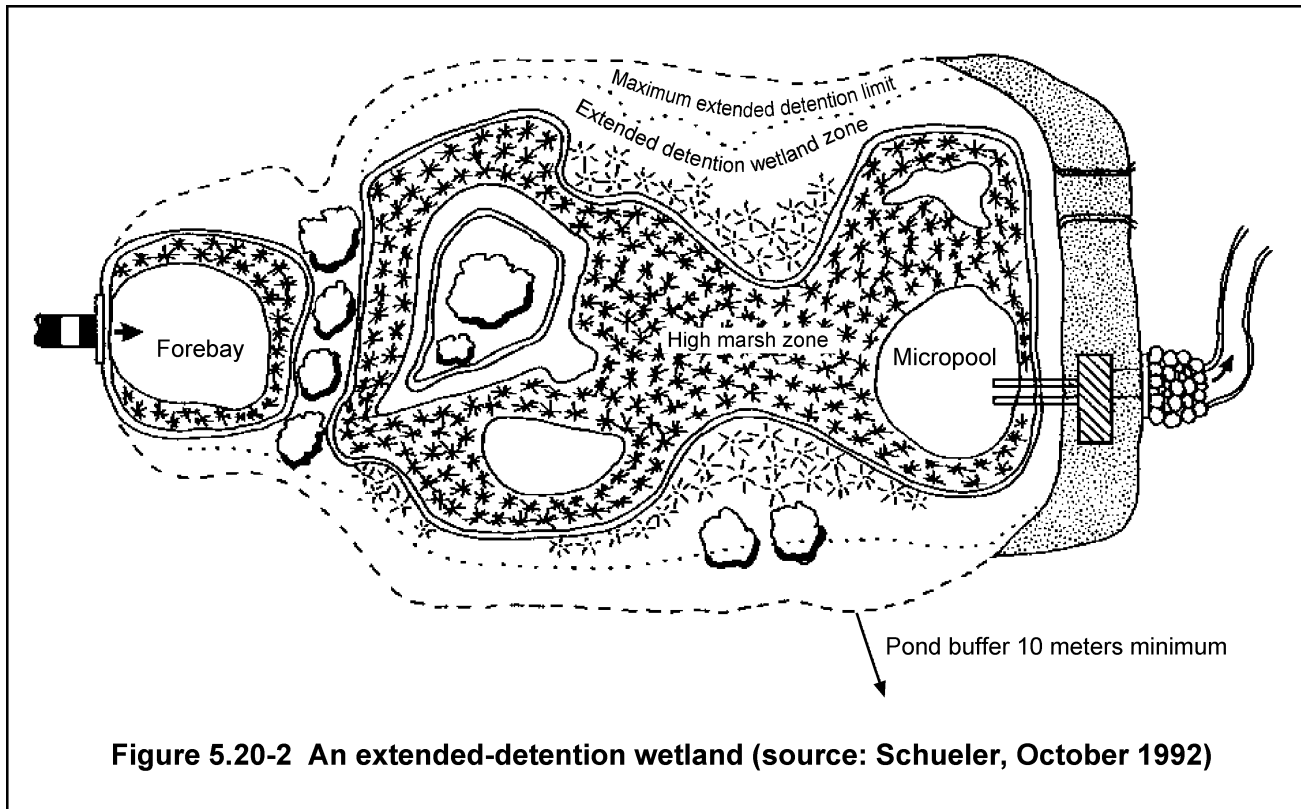 Maximum extended detention limit
Extended detention wetland zone
Forebay
High marsh zone
Micropool
Pond buffer 10 meters minimum
Figure 5.20-2 An extended-detention wetland (source: Schueler, October 1992)